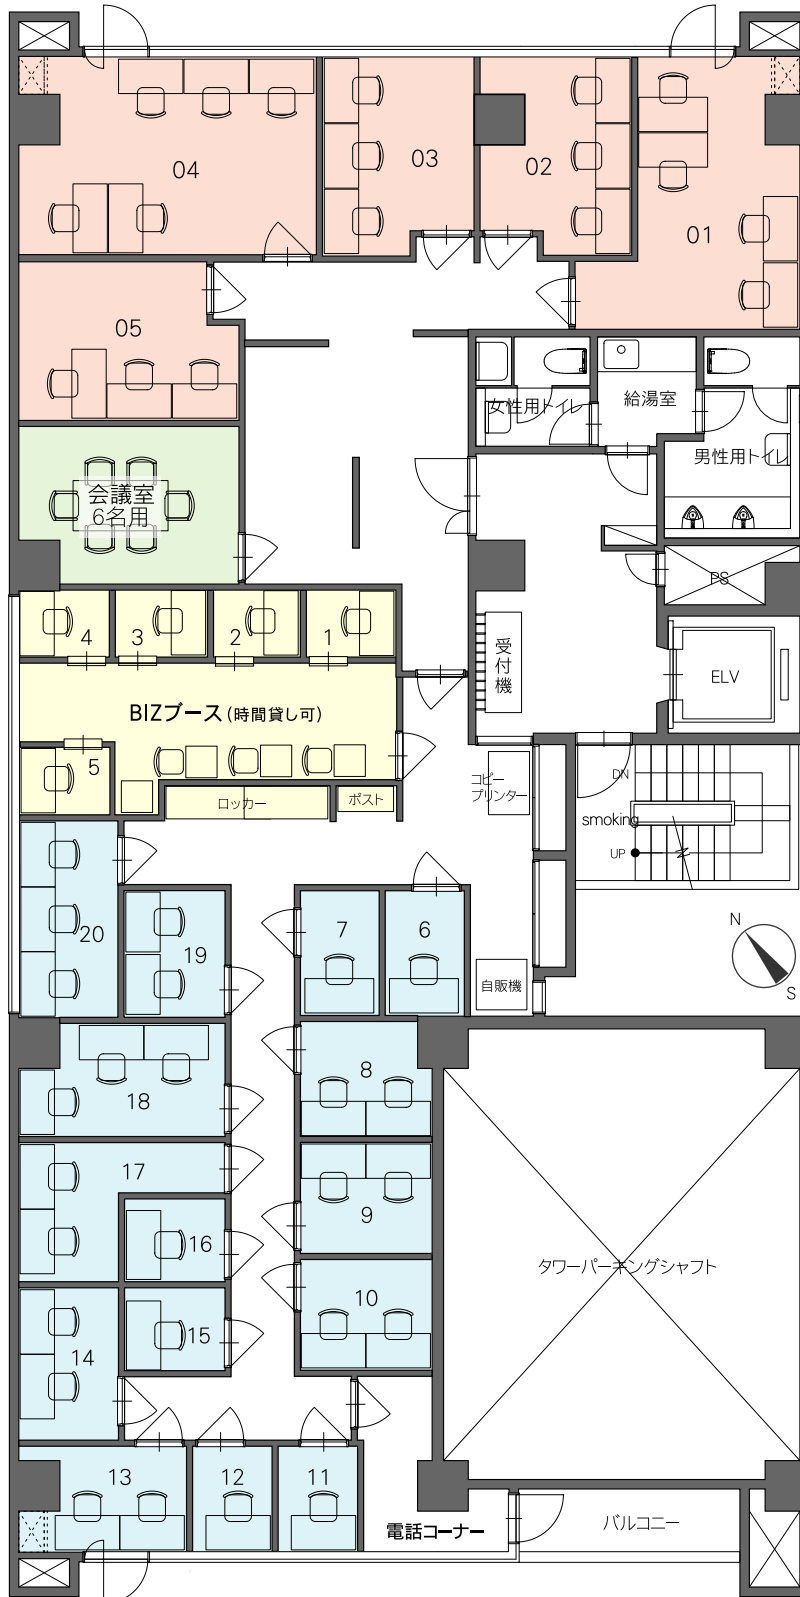 04
03
02
01
05
女性用トイレ
給湯室
男性用トイレ
会議室
6名用
PS
4
3
2
1
受付機
ELV
BIZブース(時間貸し可)
5
ロッカー
ポスト
コピー
プリンター
DN
smoking
UP
20
19
7
6
N
S
自販機
18
8
17
9
16
タワーパーキングシャフト
10
15
14
13
12
11
電話コーナー
バルコニー